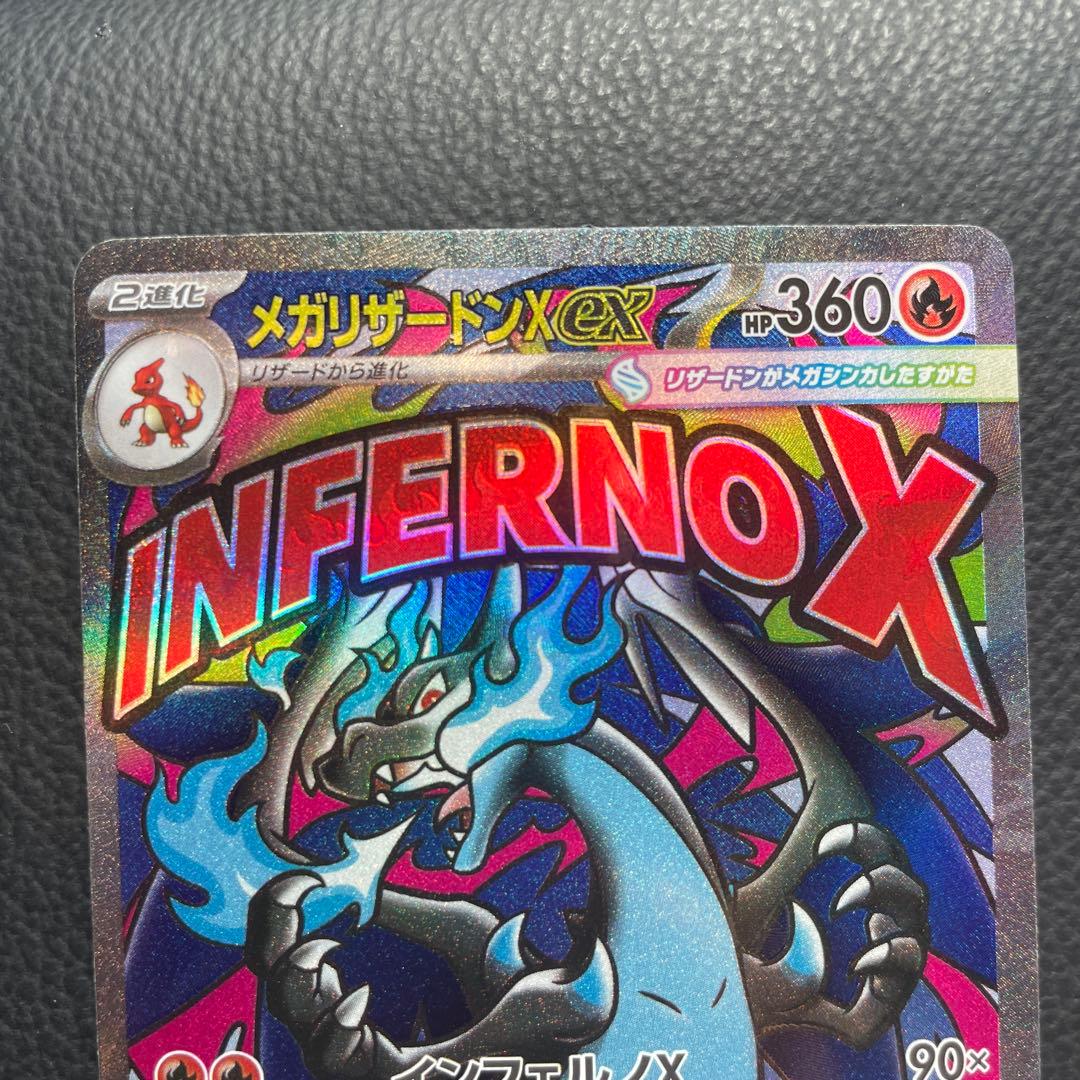 2進化
メガリザードンXex
HP360
リザードから進化
リザードンがメガシンカしたすがた
INFERNO X
インフェルノX 90×